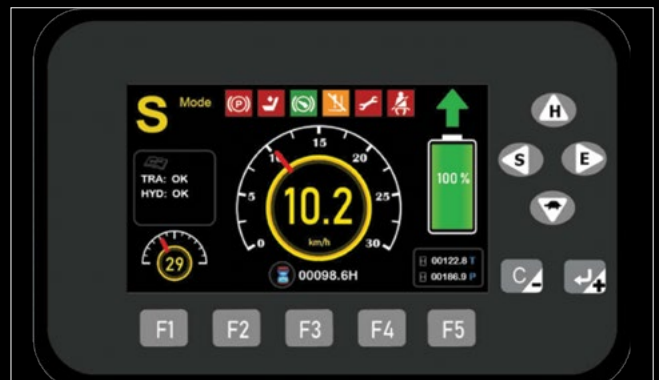 S Mode
(P)
15
10 20
H
TRA: OK
HYD: OK
100 %
S E
5 25
10.2
km/h
0 30
29
00098.6H
00122.8 T
00186.9 P
C -
+
F1 F2 F3 F4 F5